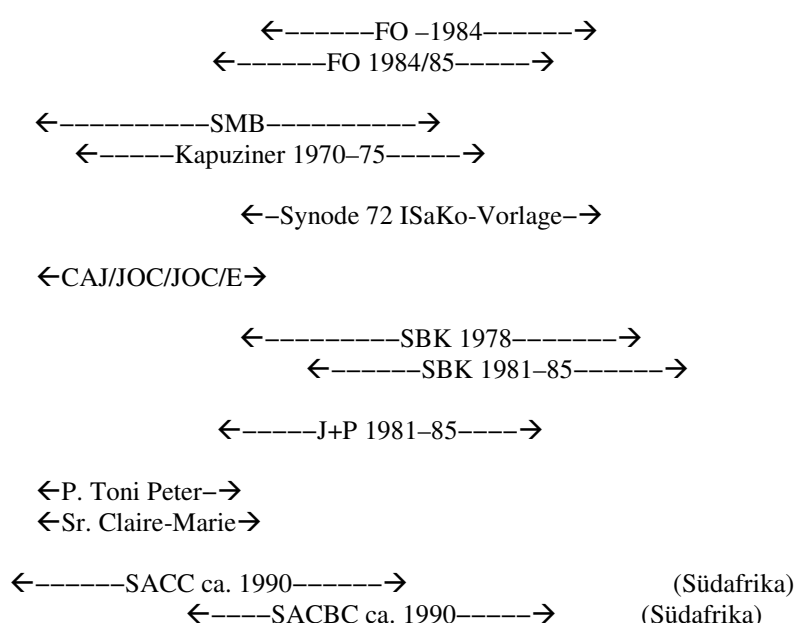 ←––––––FO –1984––––––→
←––––––FO 1984/85–––––→
←––––––––––SMB––––––––––→
←–––––Kapuziner 1970–75–––––→
←–Synode 72 ISaKo-Vorlage–→
←CAJ/JOC/JOC/E→
←–––––––––SBK 1978–––––––→
←––––––SBK 1981–85––––––→
←–––––J+P 1981–85––––→
←P. Toni Peter–→
←Sr. Claire-Marie→
←––––––SACC ca. 1990––––––→ (Südafrika)
←––––SACBC ca. 1990–––––→ (Südafrika)